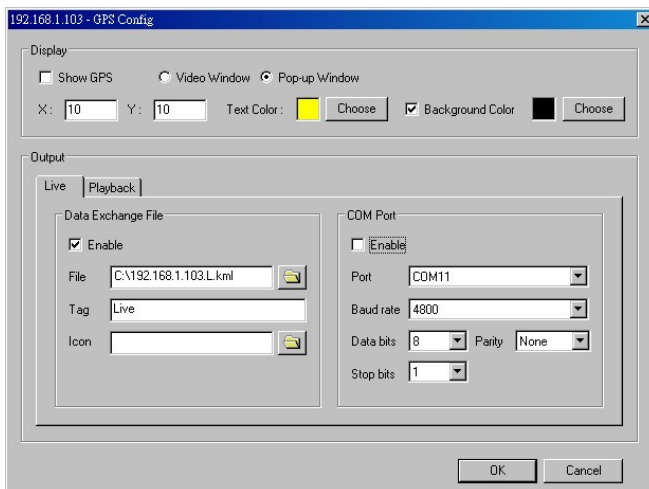 192.168.1.103 - GPS Config
Display
Show GPS Video Window Pop-up Window
X: 10 Y: 10 Text Color: Choose Background Color Choose
Output
Live Playback
Data Exchange File
Enable
File C:\192.168.1.103.L.kml
Tag Live
Icon
COM Port
Enable
Port COM11
Baud rate 4800
Data bits 8 Parity None
Stop bits 1
OK Cancel